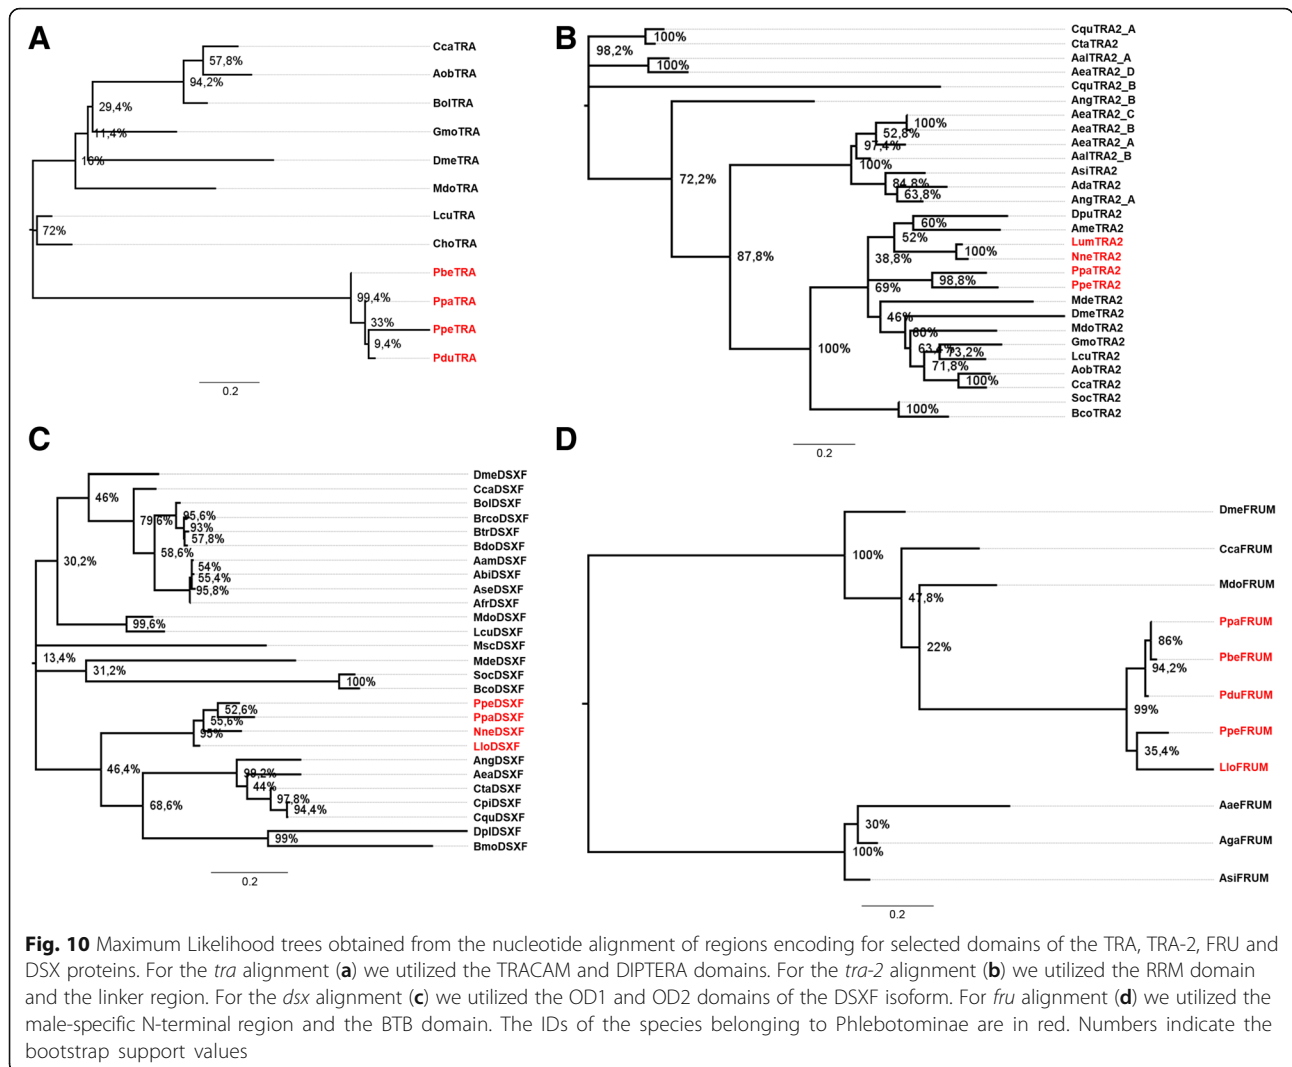 A
CcaTRA
57,8%
AobTRA
94,2%
BolTRA
29,4%
GmoTRA
11,4%
DmeTRA
16%
MdoTRA
LcuTRA
72%
ChoTRA
PbeTRA
99,4%
PpaTRA
33%
PpeTRA
9,4%
PduTRA
0.2
B
CquTRA2_A
100%
CtaTRA2
98,2%
AalTRA2_A
100%
AeaTRA2_D
CquTRA2_B
AngTRA2_B
AeaTRA2_C
100%
AeaTRA2_B
52,8%
AeaTRA2_A
97,4%
AalTRA2_B
100%
AsiTRA2
72,2%
84,8%
AdaTRA2
63,8%
AngTRA2_A
DpuTRA2
60%
AmeTRA2
52%
LumTRA2
100%
NneTRA2
87,8%
38,8%
PpaTRA2
98,8%
PpeTRA2
69%
MdeTRA2
DmeTRA2
46%
MdoTRA2
60%
GmoTRA2
100%
73,2%
LcuTRA2
71,8%
AobTRA2
100%
CcaTRA2
SocTRA2
100%
BcoTRA2
0.2
C
DmeDSXF
46%
CcaDSXF
BolDSXF
79,6%
95,6%
BrcoDSXF
93%
BtrDSXF
57,8%
BdoDSXF
58,6%
30,2%
AamDSXF
54%
AbiDSXF
55,4%
AseDSXF
95,8%
AfrDSXF
MdoDSXF
99,6%
LcuDSXF
MscDSXF
13,4%
MdeDSXF
31,2%
SocDSXF
100%
BcoDSXF
PpeDSXF
52,6%
PpaDSXF
55,6%
NneDSXF
95%
LloDSXF
AngDSXF
46,4%
99,2%
AeaDSXF
44%
CtaDSXF
97,8%
CpiDSXF
68,6%
94,4%
CquDSXF
DplDSXF
99%
BmoDSXF
0.2
D
DmeFRUM
CcaFRUM
100%
MdoFRUM
47,8%
PpaFRUM
86%
22%
PbeFRUM
94,2%
PduFRUM
99%
PpeFRUM
35,4%
LloFRUM
AaeFRUM
30%
AgaFRUM
100%
AsiFRUM
0.2
Fig. 10 Maximum Likelihood trees obtained from the nucleotide alignment of regions encoding for selected domains of the TRA, TRA-2, FRU and
DSX proteins. For the tra alignment (a) we utilized the TRACAM and DIPTERA domains. For the tra-2 alignment (b) we utilized the RRM domain
and the linker region. For the dsx alignment (c) we utilized the OD1 and OD2 domains of the DSXF isoform. For fru alignment (d) we utilized the
male-specific N-terminal region and the BTB domain. The IDs of the species belonging to Phlebotominae are in red. Numbers indicate the
bootstrap support values